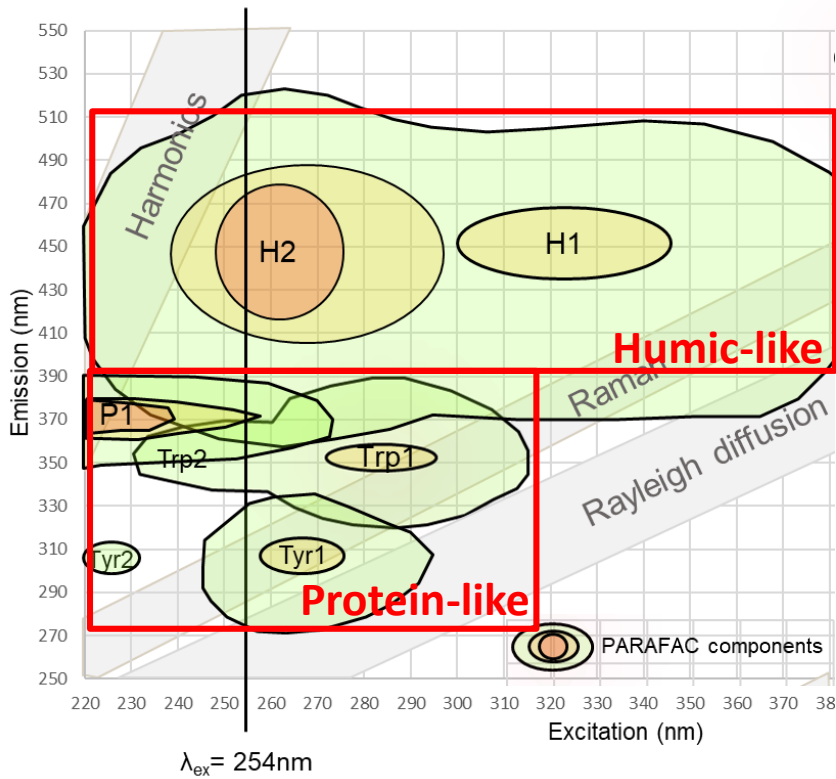 550
530
510
490
470
450
430
410
390
370
350
330
310
290
270
250
Emission (nm)
Harmonics
H2
H1
Humic-like
P1
Raman
Trp2
Trp1
Rayleigh diffusion
Tyr2
Tyr1
Protein-like
PARAFAC components
220 230 240 250 260 270 280 290 300 310 320 330 340 350 360 370
Excitation (nm)
λex= 254nm